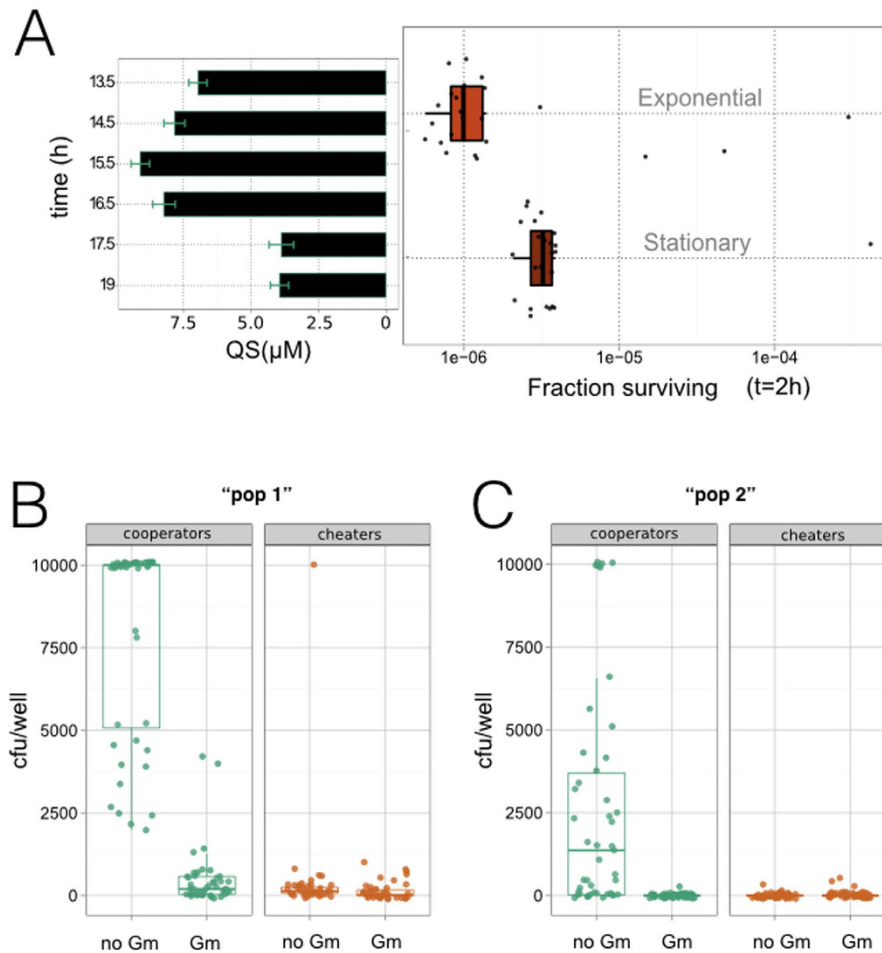 A
time (h)
13.5
14.5
15.5
16.5
17.5
19
7.5 5.0 2.5 0
QS(µM)
Exponential
Stationary
1e-06 1e-05 1e-04
Fraction surviving (t=2h)
B
"pop 1"
cooperators cheaters
cfu/well
10000
7500
5000
2500
0
no Gm Gm no Gm Gm
C
"pop 2"
cooperators cheaters
cfu/well
10000
7500
5000
2500
0
no Gm Gm no Gm Gm